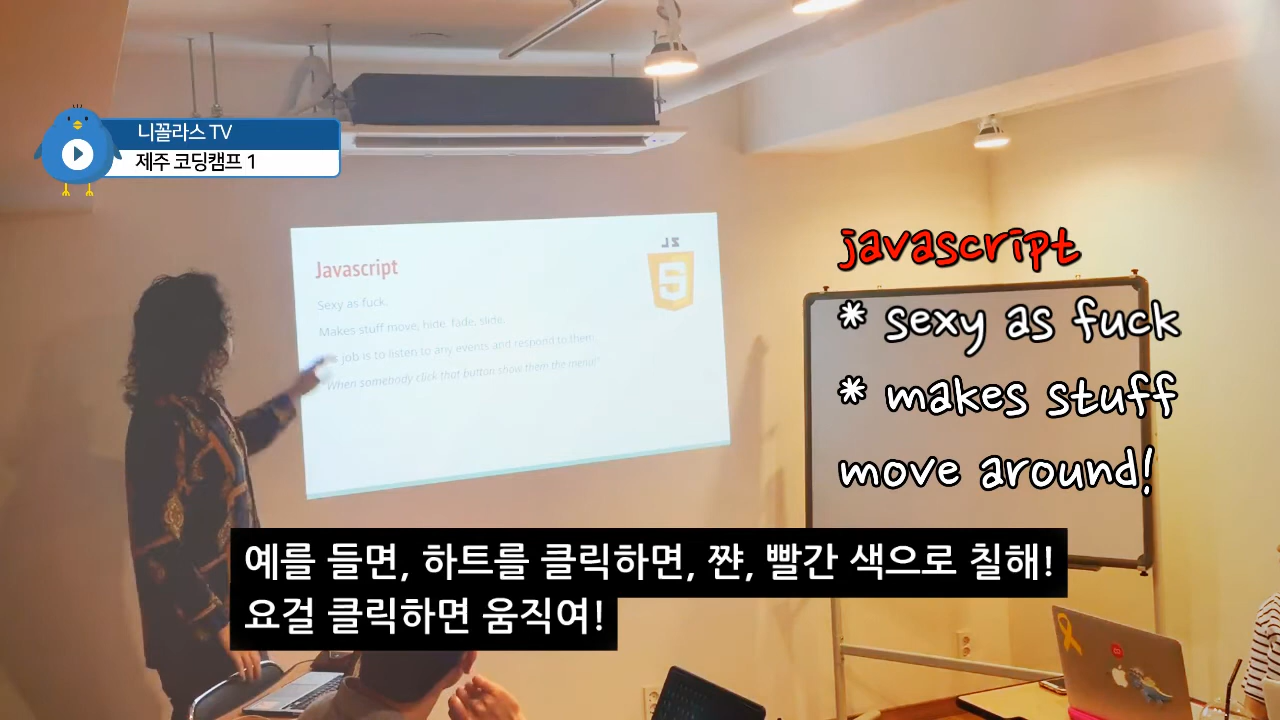 니꼴라스 TV
제주 코딩캠프 1
JS
5
Javascript
Sexy as fuck.
Makes stuff move, hide, fade, slide.
job is to listen to any events and respond to them.
"When somebody click that button show them the menu"
javascript
* sexy as fuck
* makes stuff
move around!
예를 들면, 하트를 클릭하면, 쨘, 빨간 색으로 칠해!
요걸 클릭하면 움직여!